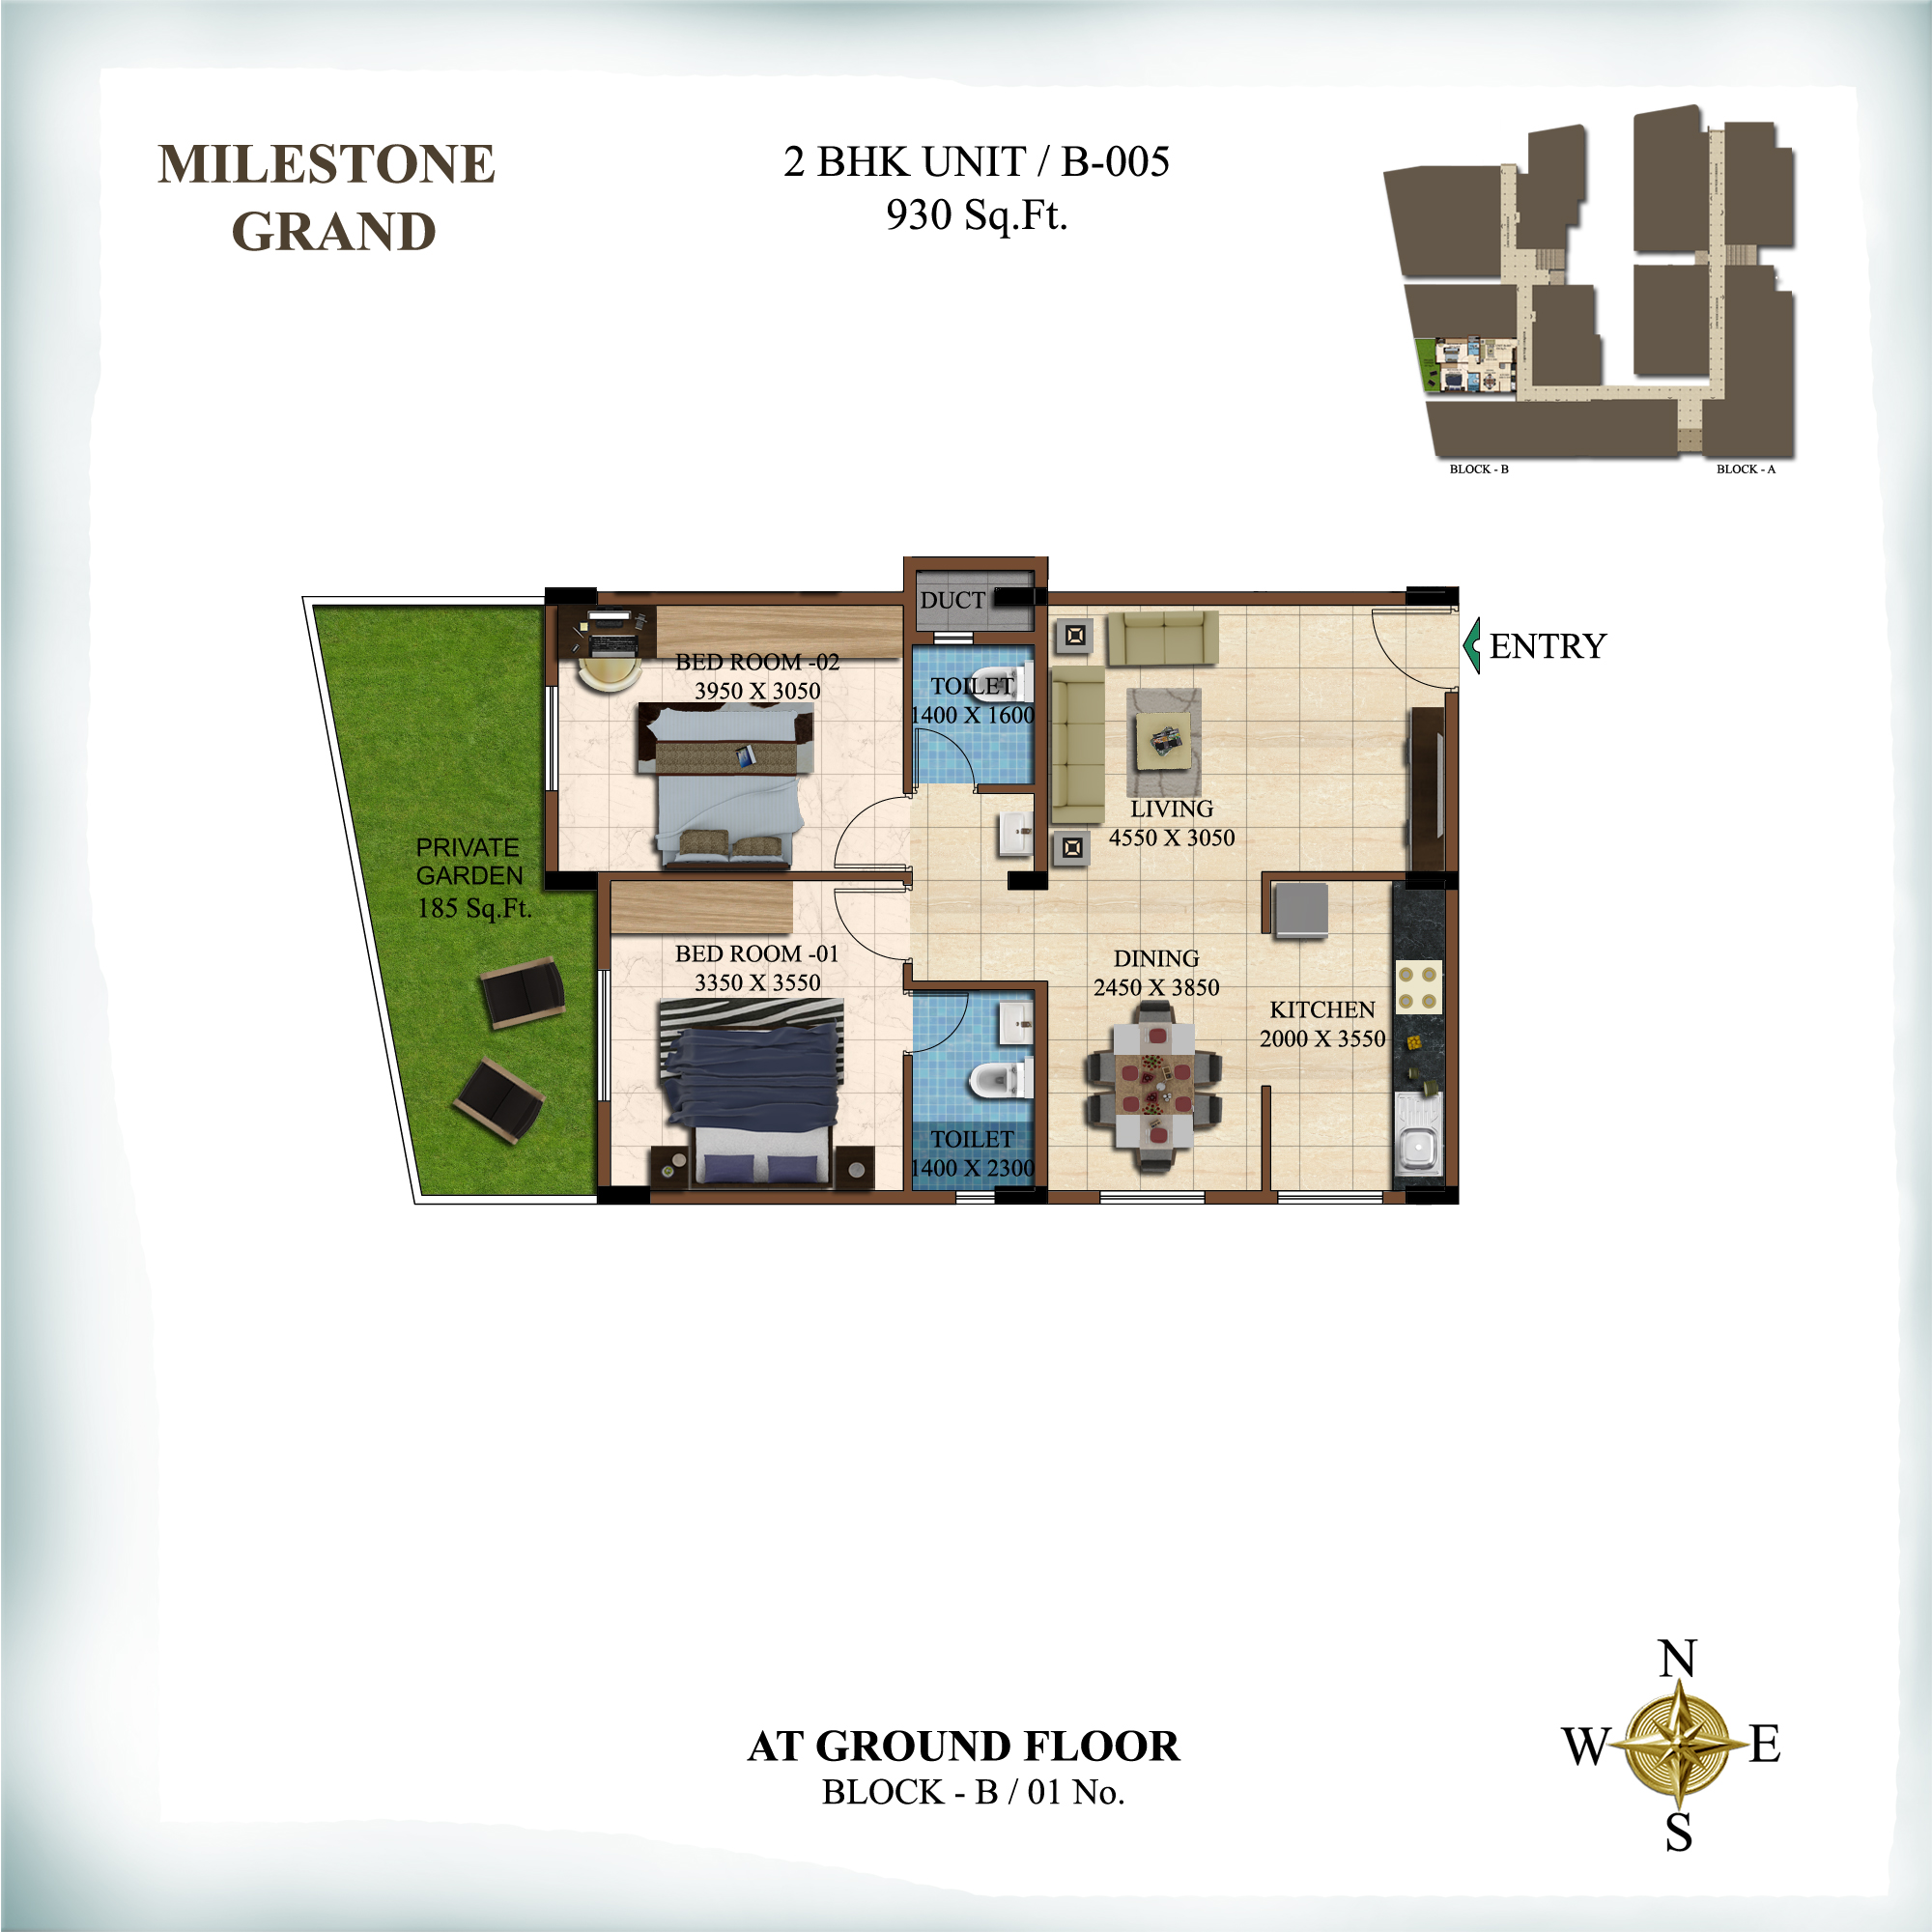 MILESTONE
GRAND
2 BHK UNIT / B-005
930 Sq.Ft.
BLOCK - B
BLOCK - A
DUCT
ENTRY
BED ROOM -02
3950 X 3050
TOILET
1400 X 1600
LIVING
4550 X 3050
PRIVATE
GARDEN
185 Sq.Ft.
BED ROOM -01
3350 X 3550
DINING
2450 X 3850
KITCHEN
2000 X 3550
TOILET
1400 X 2300
AT GROUND FLOOR
BLOCK - B / 01 No.
N
W
E
S